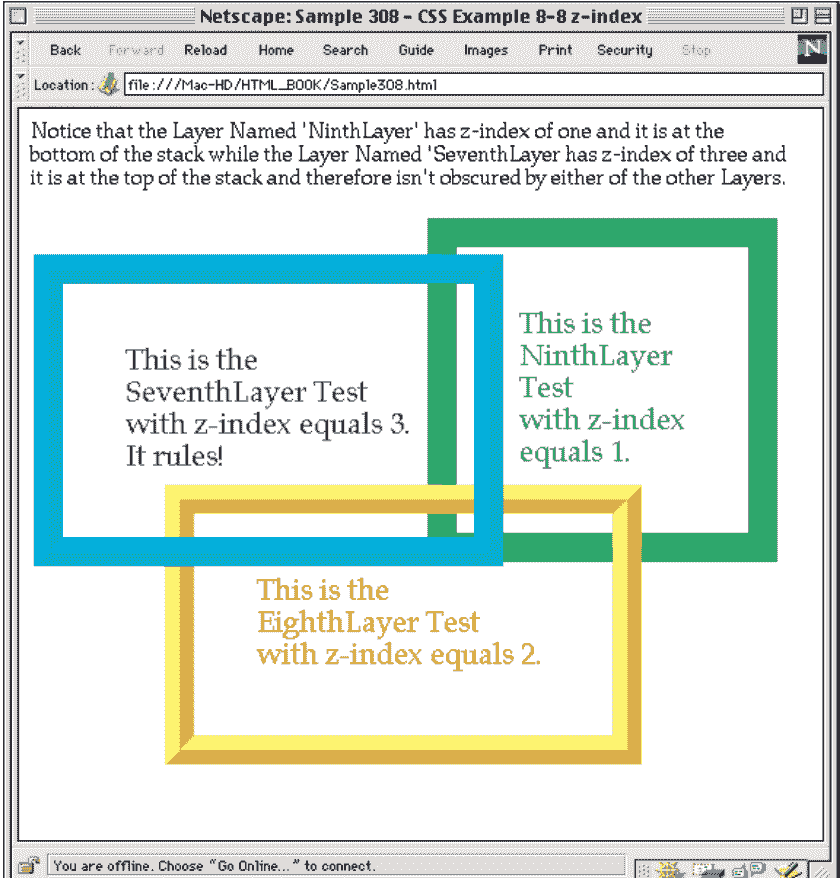 Netscape: Sample 308 - CSS Example 8-8 z-index
Back Forward Reload Home Search Guide Images Print Security Stop
N
Location: file:///Mac-HD/HTML_BOOK/Sample308.html
Notice that the Layer Named 'NinthLayer' has z-index of one and it is at the
bottom of the stack while the Layer Named 'SeventhLayer has z-index of three and
it is at the top of the stack and therefore isn't obscured by either of the other Layers.
This is the
SeventhLayer Test
with z-index equals 3.
It rules!
This is the
NinthLayer
Test
with z-index
equals 1.
This is the
EighthLayer Test
with z-index equals 2.
You are offline. Choose "Go Online..." to connect.